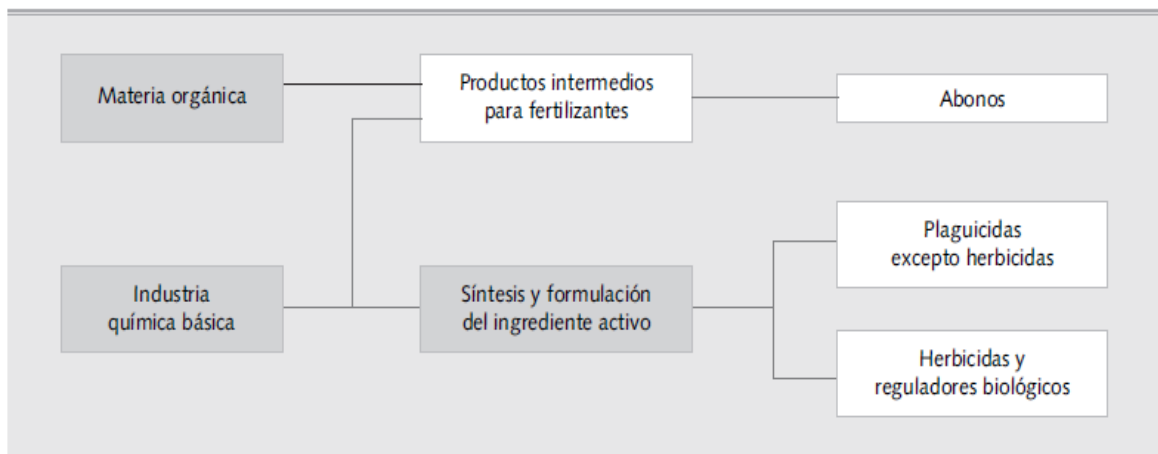 Materia orgánica
Productos intermedios
para fertilizantes
Abonos
Plaguicidas
excepto herbicidas
Industria
química básica
Síntesis y formulación
del ingrediente activo
Herbicidas y
reguladores biológicos